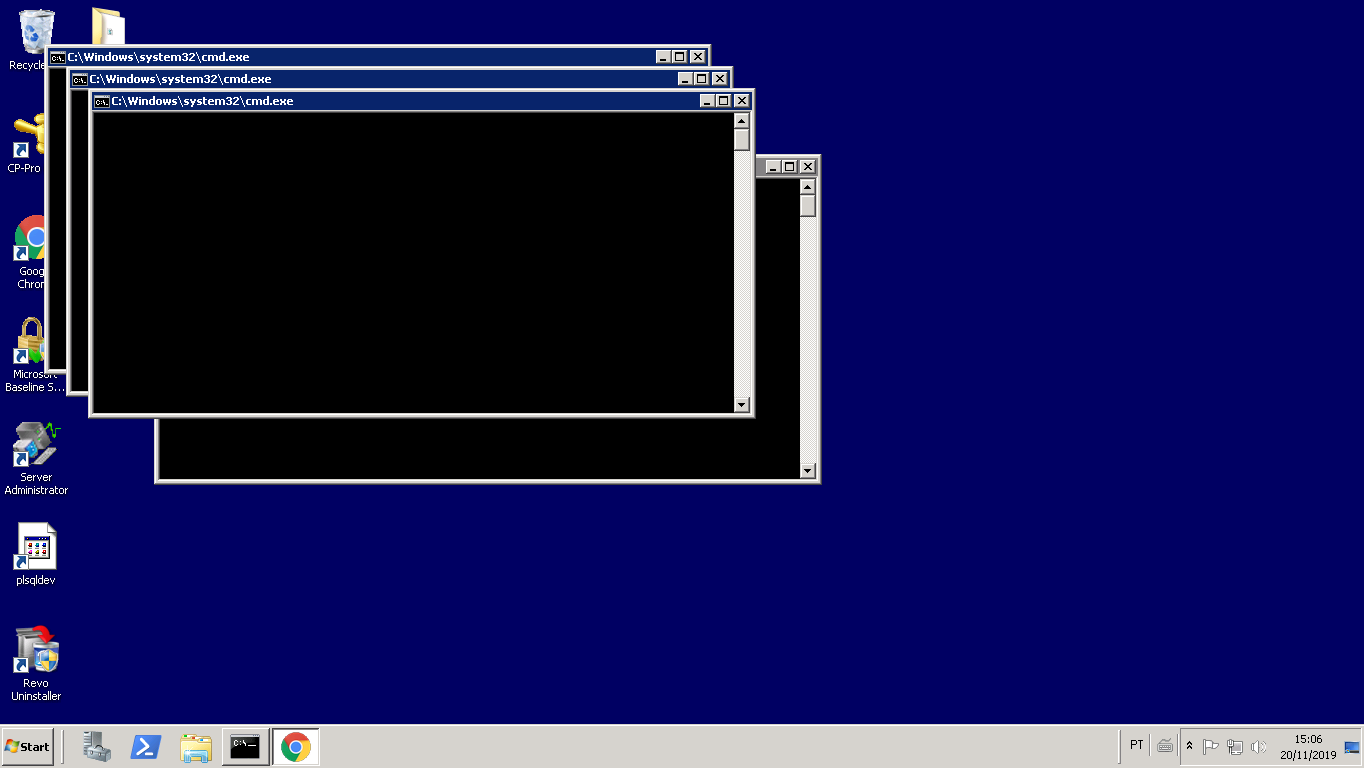 Recycle
C:\Windows\system32\cmd.exe
C:\Windows\system32\cmd.exe
C:\Windows\system32\cmd.exe
CP-Pro
Goog
Chron
Microsoft
Baseline S...
Server
Administrator
plsqldev
Revo
Uninstaller
Start
C:\_
PT
15:06
20/11/2019